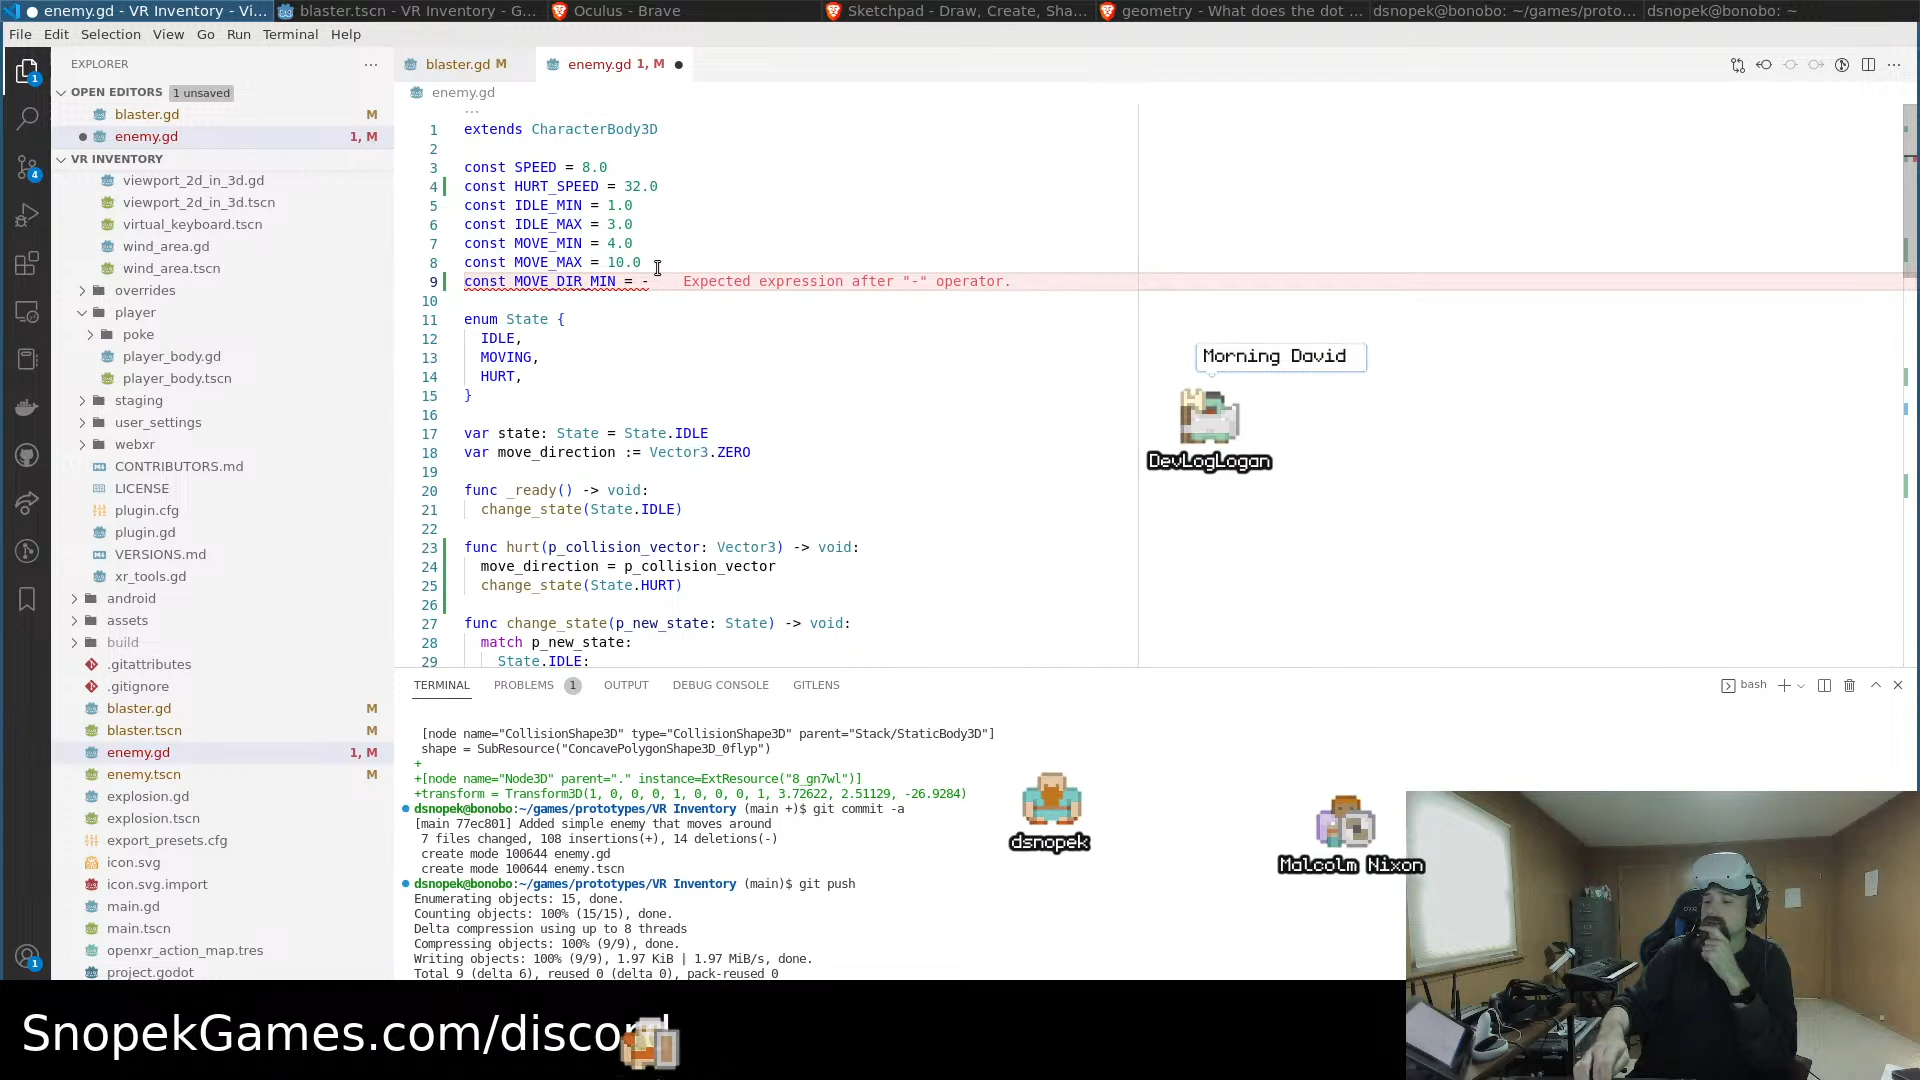 enemy.gd - VR Inventory - Vi...
blaster.tscn - VR Inventory - G...
Oculus - Brave
Sketchpad - Draw, Create, Sha...
geometry - What does the dot ...
dsnopek@bonobo: ~/games/proto...
dsnopek@bonobo: ~
File Edit Selection View Go Run Terminal Help
EXPLORER
OPEN EDITORS 1 unsaved
blaster.gd M
enemy.gd 1, M
VR INVENTORY
viewport_2d_in_3d.gd
viewport_2d_in_3d.tscn
virtual_keyboard.tscn
wind_area.gd
wind_area.tscn
overrides
player
poke
player_body.gd
player_body.tscn
staging
user_settings
webxr
CONTRIBUTORS.md
LICENSE
plugin.cfg
plugin.gd
VERSIONS.md
xr_tools.gd
android
assets
build
.gitattributes
.gitignore
blaster.gd M
blaster.tscn M
enemy.gd 1, M
enemy.tscn M
explosion.gd
explosion.tscn
export_presets.cfg
icon.svg
icon.svg.import
main.gd
main.tscn
openxr_action_map.tres
project.godot
1
4
1
blaster.gd M
enemy.gd 1, M
enemy.gd
1 extends CharacterBody3D
2
3 const SPEED = 8.0
4 const HURT_SPEED = 32.0
5 const IDLE_MIN = 1.0
6 const IDLE_MAX = 3.0
7 const MOVE_MIN = 4.0
8 const MOVE_MAX = 10.0
9 const MOVE_DIR_MIN = - Expected expression after "-" operator.
10
11 enum State {
12 IDLE,
13 MOVING,
14 HURT,
15 }
16
17 var state: State = State.IDLE
18 var move_direction := Vector3.ZERO
19
20 func _ready() -> void:
21 change_state(State.IDLE)
22
23 func hurt(p_collision_vector: Vector3) -> void:
24 move_direction = p_collision_vector
25 change_state(State.HURT)
26
27 func change_state(p_new_state: State) -> void:
28 match p_new_state:
29 State.IDLE:
Morning David
DevLogLogan
TERMINAL PROBLEMS 1 OUTPUT DEBUG CONSOLE GITLENS
bash
[node name="CollisionShape3D" type="CollisionShape3D" parent="Stack/StaticBody3D"]
shape = SubResource("ConcavePolygonShape3D_0flyp")
+
+[node name="Node3D" parent="." instance=ExtResource("8_gn7wl")]
+transform = Transform3D(1, 0, 0, 0, 1, 0, 0, 0, 1, 3.72622, 2.51129, -26.9284)
dsnopek@bonobo:~/games/prototypes/VR Inventory (main +)$ git commit -a
[main 77ec801] Added simple enemy that moves around
7 files changed, 108 insertions(+), 14 deletions(-)
create mode 100644 enemy.gd
create mode 100644 enemy.tscn
dsnopek@bonobo:~/games/prototypes/VR Inventory (main)$ git push
Enumerating objects: 15, done.
Counting objects: 100% (15/15), done.
Delta compression using up to 8 threads
Compressing objects: 100% (9/9), done.
Writing objects: 100% (9/9), 1.97 KiB | 1.97 MiB/s, done.
Total 9 (delta 6), reused 0 (delta 0), pack-reused 0
dsnopek
Malcolm Nixon
SnopekGames.com/discord